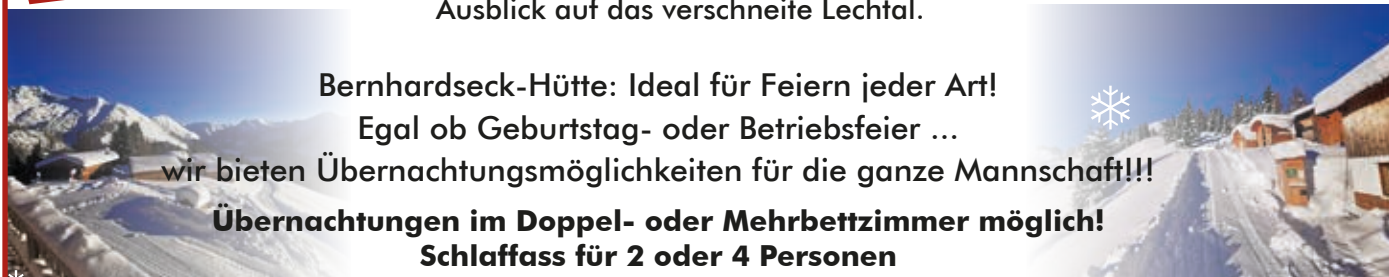 Ausblick auf das verschneite Lechtal.
Bernhardseck-Hütte: Ideal für Feiern jeder Art!
Egal ob Geburtstag- oder Betriebsfeier ...
wir bieten Übernachtungsmöglichkeiten für die ganze Mannschaft!!!
Übernachtungen im Doppel- oder Mehrbettzimmer möglich!
Schlaffass für 2 oder 4 Personen